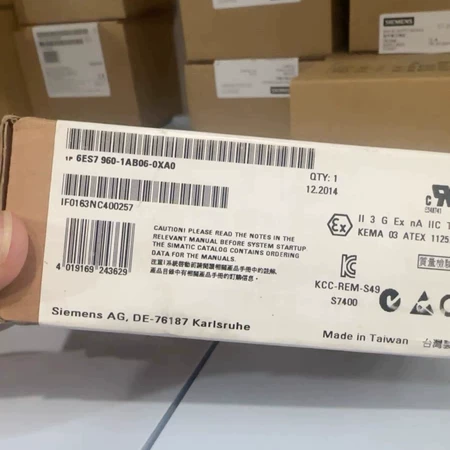 SIEMENS
1P 6ES7 960-1AB06-0XA0
QTY: 1
12.2014
IF0163NC400257
CAUTION! PLEASE READ THE NOTES IN THE
RELEVANT MANUAL BEFORE SYSTEM STARTUP
THE SIMATIC CATALOG CONTAINS ORDERING
DATA FOR THE MANUALS.
4 019169 243629
Ex II 3 G Ex nA IIC T
KEMA 03 ATEX 1125
KCC-REM-S49
S7400
Siemens AG, DE-76187 Karlsruhe
Made in Taiwan